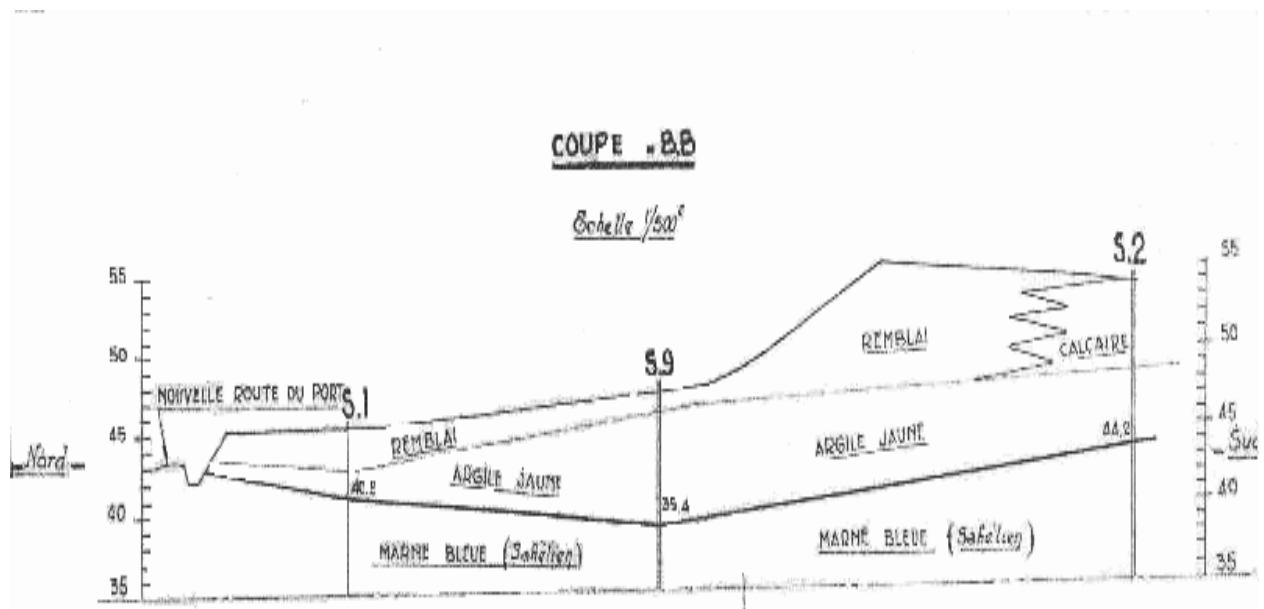 COUPE - BB
Echelle 1/500e
S.2
55
55
REMBLAI
CALCAIRE
50
50
S.9
NOUVELLE ROUTE DU PORT
S.1
45
45
REMBLAI
ARGILE JAUNE
44,2
Nord
Sud
ARGILE JAUNE
40.8
40
40
35,4
MARNE BLEUE (Sahélien)
MARNE BLEUE (Sahélien)
35
35